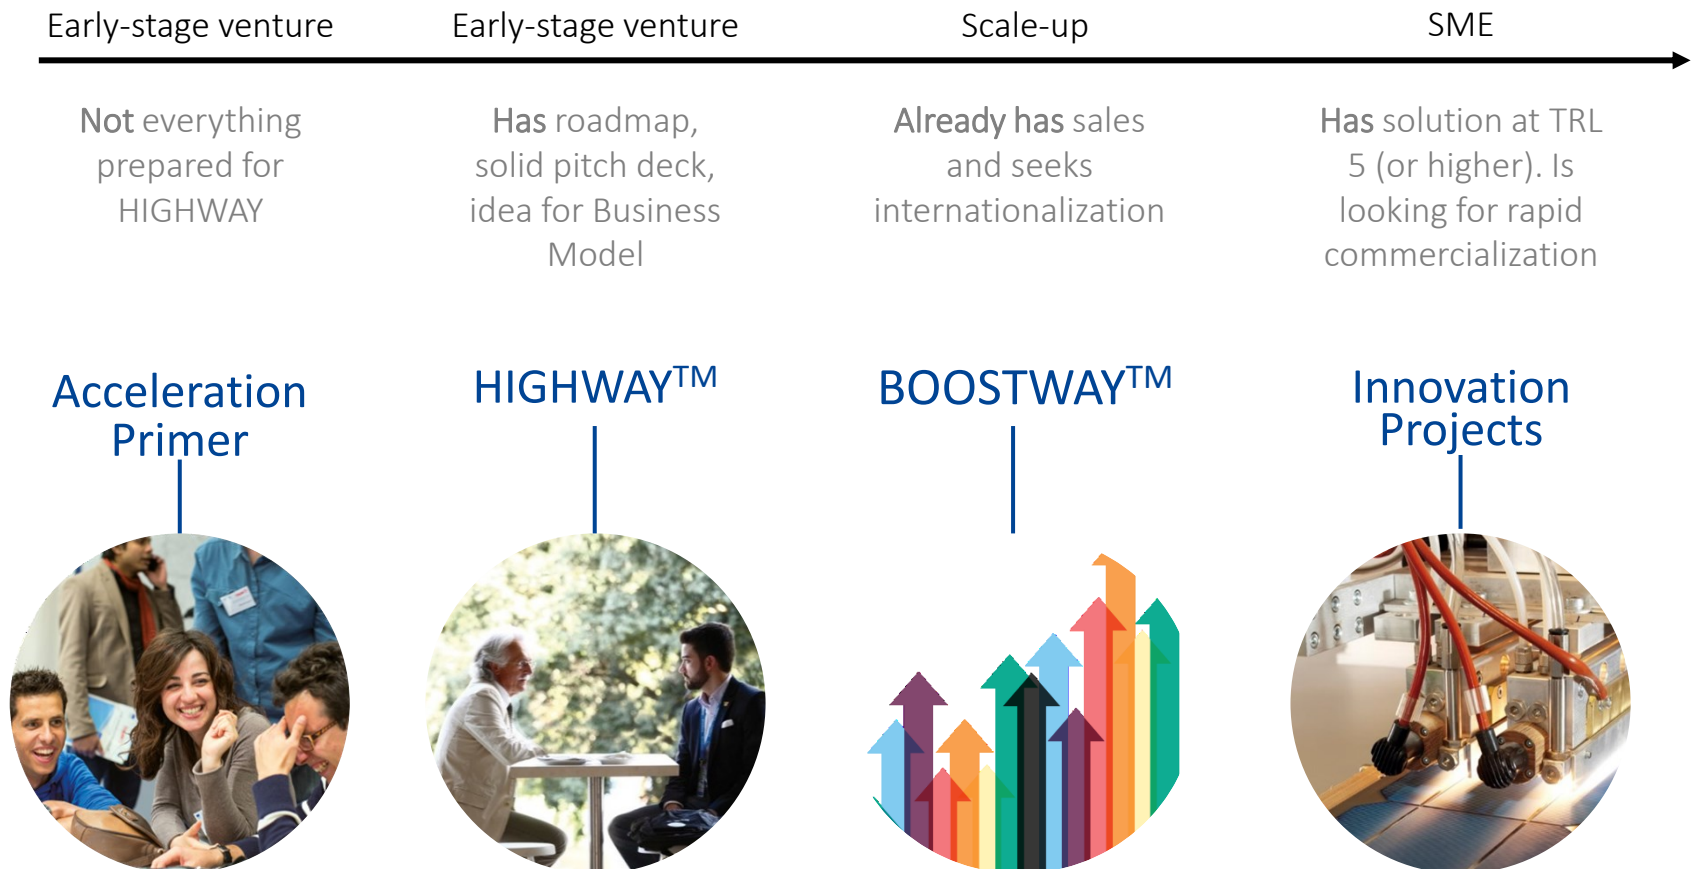 Early-stage venture
Early-stage venture
Scale-up
SME
Not everything
prepared for
HIGHWAY
Has roadmap,
solid pitch deck,
idea for Business
Model
Already has sales
and seeks
internationalization
Has solution at TRL
5 (or higher). Is
looking for rapid
commercialization
Acceleration
Primer
HIGHWAY™
BOOSTWAY™
Innovation
Projects